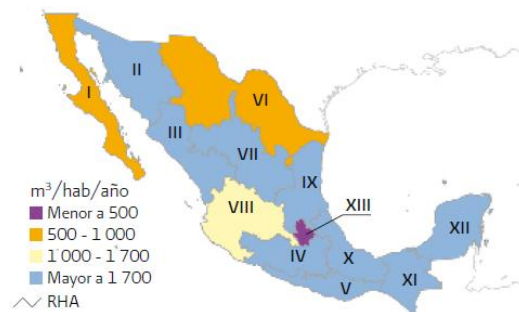 I
II
III
VI
VII
IX
VIII
XIII
IV
X
V
XI
XII
m³/hab/año
Menor a 500
500 - 1 000
1 000 - 1 700
Mayor a 1 700
RHA